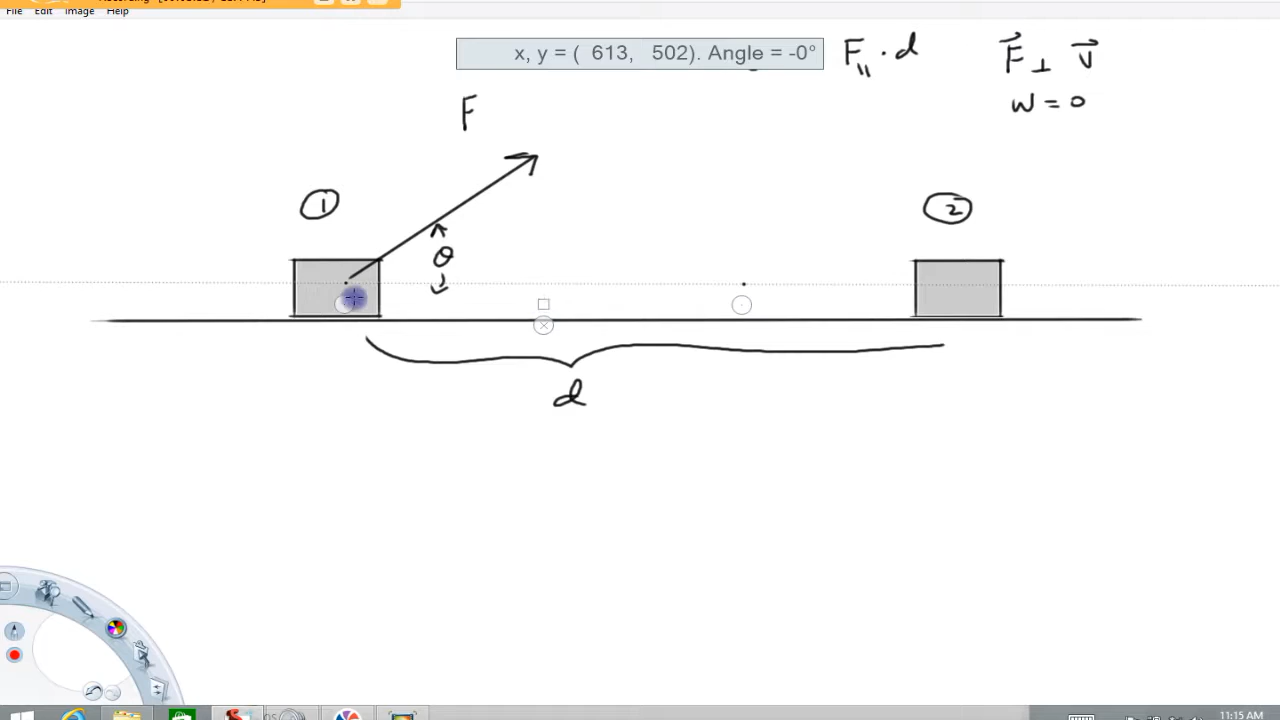 File Edit Image Help
x, y = ( 613, 502). Angle = -0°
F∥ · d
F⃗ ⊥ v⃗
W = 0
F
①
②
θ
d
11:15 AM